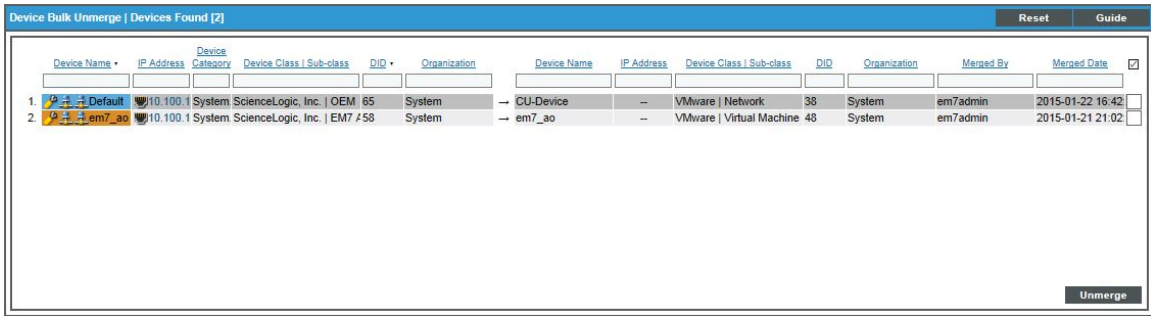 Device Bulk Unmerge | Devices Found [2] Reset Guide
Device Name IP Address Device Category Device Class | Sub-class DID Organization Device Name IP Address Device Class | Sub-class DID Organization Merged By Merged Date
1. Default 10.100.1 System ScienceLogic, Inc. | OEM 65 System → CU-Device -- VMware | Network 38 System em7admin 2015-01-22 16:42:
2. em7_ao 10.100.1 System ScienceLogic, Inc. | EM7 58 System → em7_ao -- VMware | Virtual Machine 48 System em7admin 2015-01-21 21:02:
Unmerge